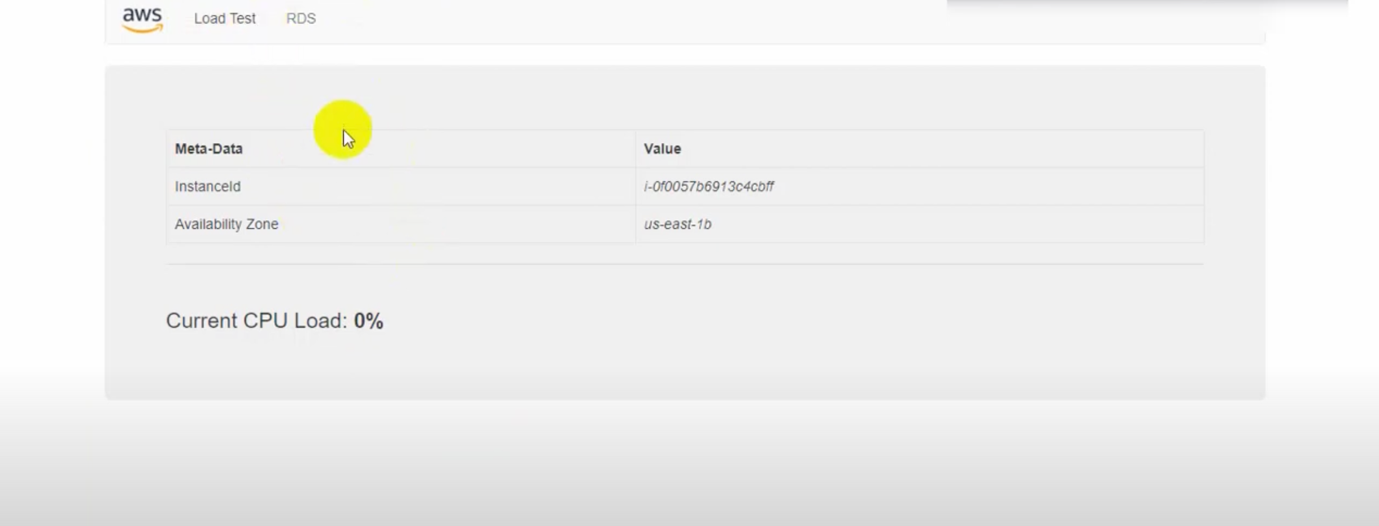 aws Load Test RDS
Meta-Data Value
InstanceId i-0f0057b6913c4cbff
Availability Zone us-east-1b
Current CPU Load: 0%